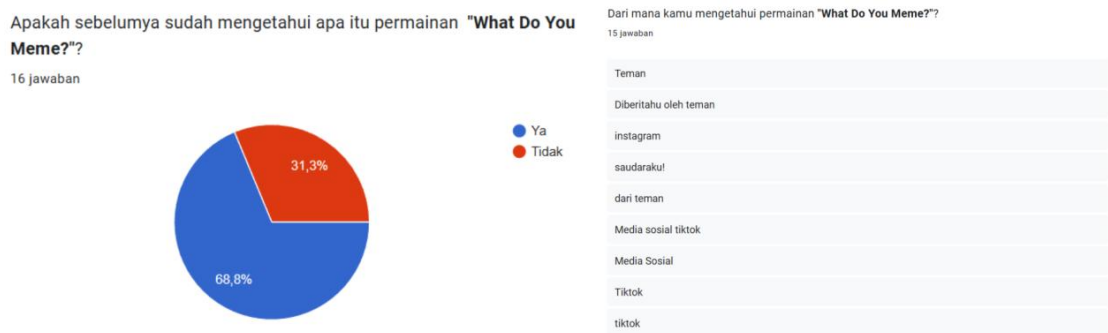 Apakah sebelumnya sudah mengetahui apa itu permainan "What Do You
Meme?"?
16 jawaban
Ya
Tidak
31,3%
68,8%
Dari mana kamu mengetahui permainan "What Do You Meme?"?
15 jawaban
Teman
Diberitahu oleh teman
instagram
saudaraku!
dari teman
Media sosial tiktok
Media Sosial
Tiktok
tiktok